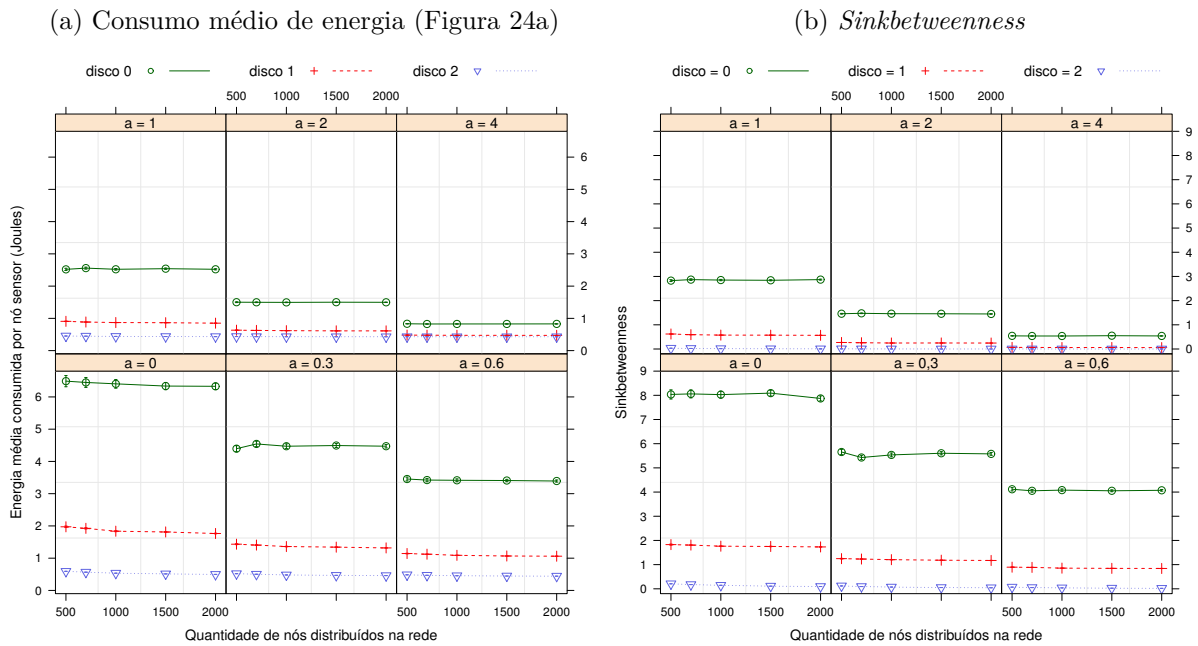 (a) Consumo médio de energia (Figura 24a)
disco 0 disco 1 disco 2
500 1000 1500 2000
a = 1 a = 2 a = 4
6
5
4
3
2
1
0
a = 0 a = 0.3 a = 0.6
6
5
4
3
2
1
0
500 1000 1500 2000 500 1000 1500 2000
Energia média consumida por nó sensor (Joules)
Quantidade de nós distribuídos na rede
(b) Sinkbetweenness
disco = 0 disco = 1 disco = 2
500 1000 1500 2000
a = 1 a = 2 a = 4
9
8
7
6
5
4
3
2
1
0
a = 0 a = 0,3 a = 0,6
9
8
7
6
5
4
3
2
1
0
500 1000 1500 2000 500 1000 1500 2000
Sinkbetweenness
Quantidade de nós distribuídos na rede